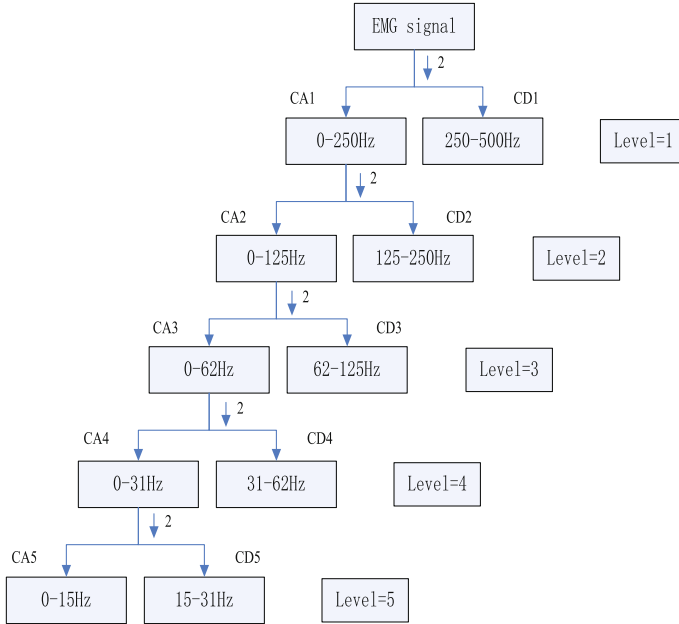 EMG signal
2
CA1
CD1
0-250Hz
250-500Hz
Level=1
2
CA2
CD2
0-125Hz
125-250Hz
Level=2
2
CA3
CD3
0-62Hz
62-125Hz
Level=3
2
CA4
CD4
0-31Hz
31-62Hz
Level=4
2
CA5
CD5
0-15Hz
15-31Hz
Level=5